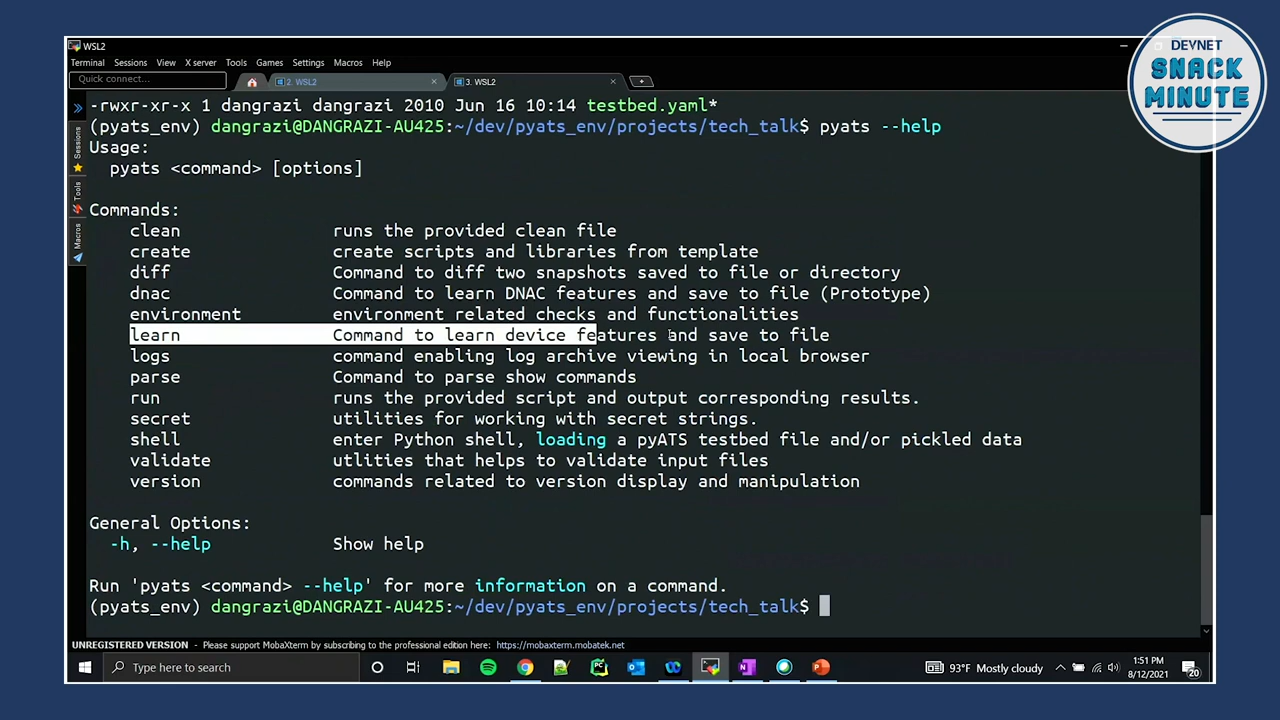 WSL2
DEVNET
SNACK
MINUTE
Terminal Sessions View X server Tools Games Settings Macros Help
Quick connect... 2. WSL2 3. WSL2
Sessions
Tools
Macros
-rwxr-xr-x 1 dangrazi dangrazi 2010 Jun 16 10:14 testbed.yaml*
(pyats_env) dangrazi@DANGRAZI-AU425:~/dev/pyats_env/projects/tech_talk$ pyats --help
Usage:
pyats <command> [options]
Commands:
clean runs the provided clean file
create create scripts and libraries from template
diff Command to diff two snapshots saved to file or directory
dnac Command to learn DNAC features and save to file (Prototype)
environment environment related checks and functionalities
learn Command to learn device features and save to file
logs command enabling log archive viewing in local browser
parse Command to parse show commands
run runs the provided script and output corresponding results.
secret utilities for working with secret strings.
shell enter Python shell, loading a pyATS testbed file and/or pickled data
validate utlities that helps to validate input files
version commands related to version display and manipulation
General Options:
-h, --help Show help
Run 'pyats <command> --help' for more information on a command.
(pyats_env) dangrazi@DANGRAZI-AU425:~/dev/pyats_env/projects/tech_talk$
UNREGISTERED VERSION - Please support MobaXterm by subscribing to the professional edition here: https://mobaxterm.mobatek.net
Type here to search
93°F Mostly cloudy
1:51 PM
8/12/2021
20